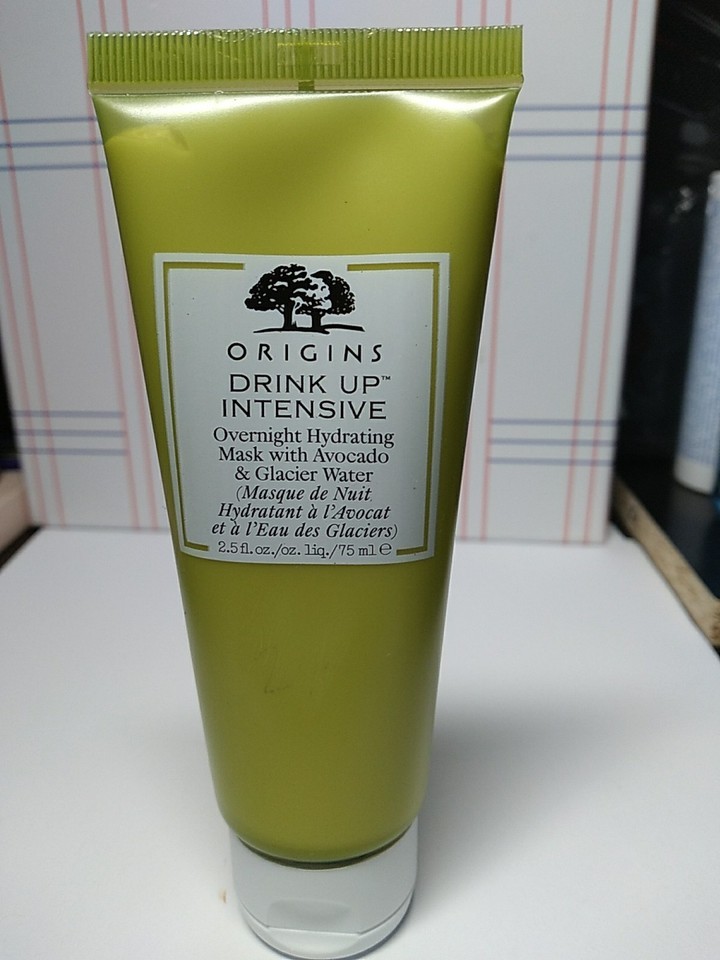 ORIGINS
DRINK UP™
INTENSIVE
Overnight Hydrating
Mask with Avocado
& Glacier Water
(Masque de Nuit
Hydratant à l'Avocat
et à l'Eau des Glaciers)
2.5 fl. oz./oz. liq./75 ml ℮